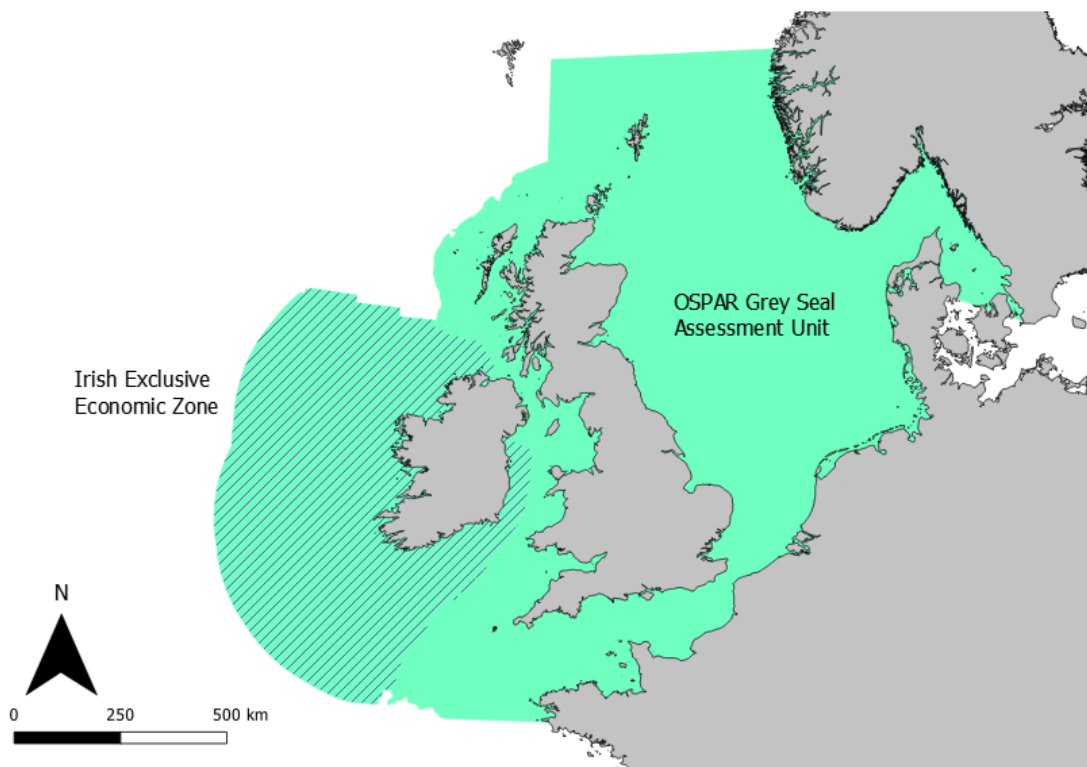 OSPAR Grey Seal
Assessment Unit
Irish Exclusive
Economic Zone
N
0 250 500 km